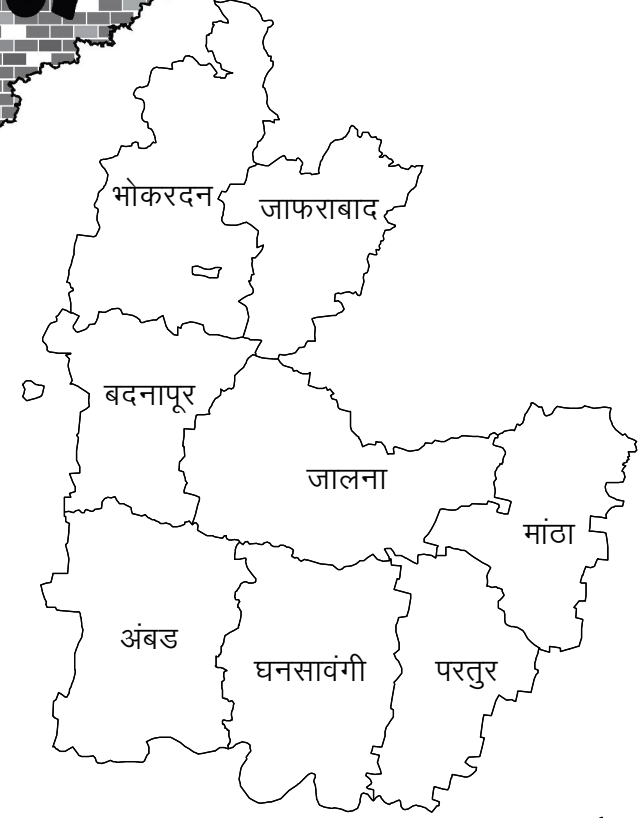 भोकरदन
जाफराबाद
बदनापूर
जालना
मांठा
अंबड
घनसावंगी
परतुर